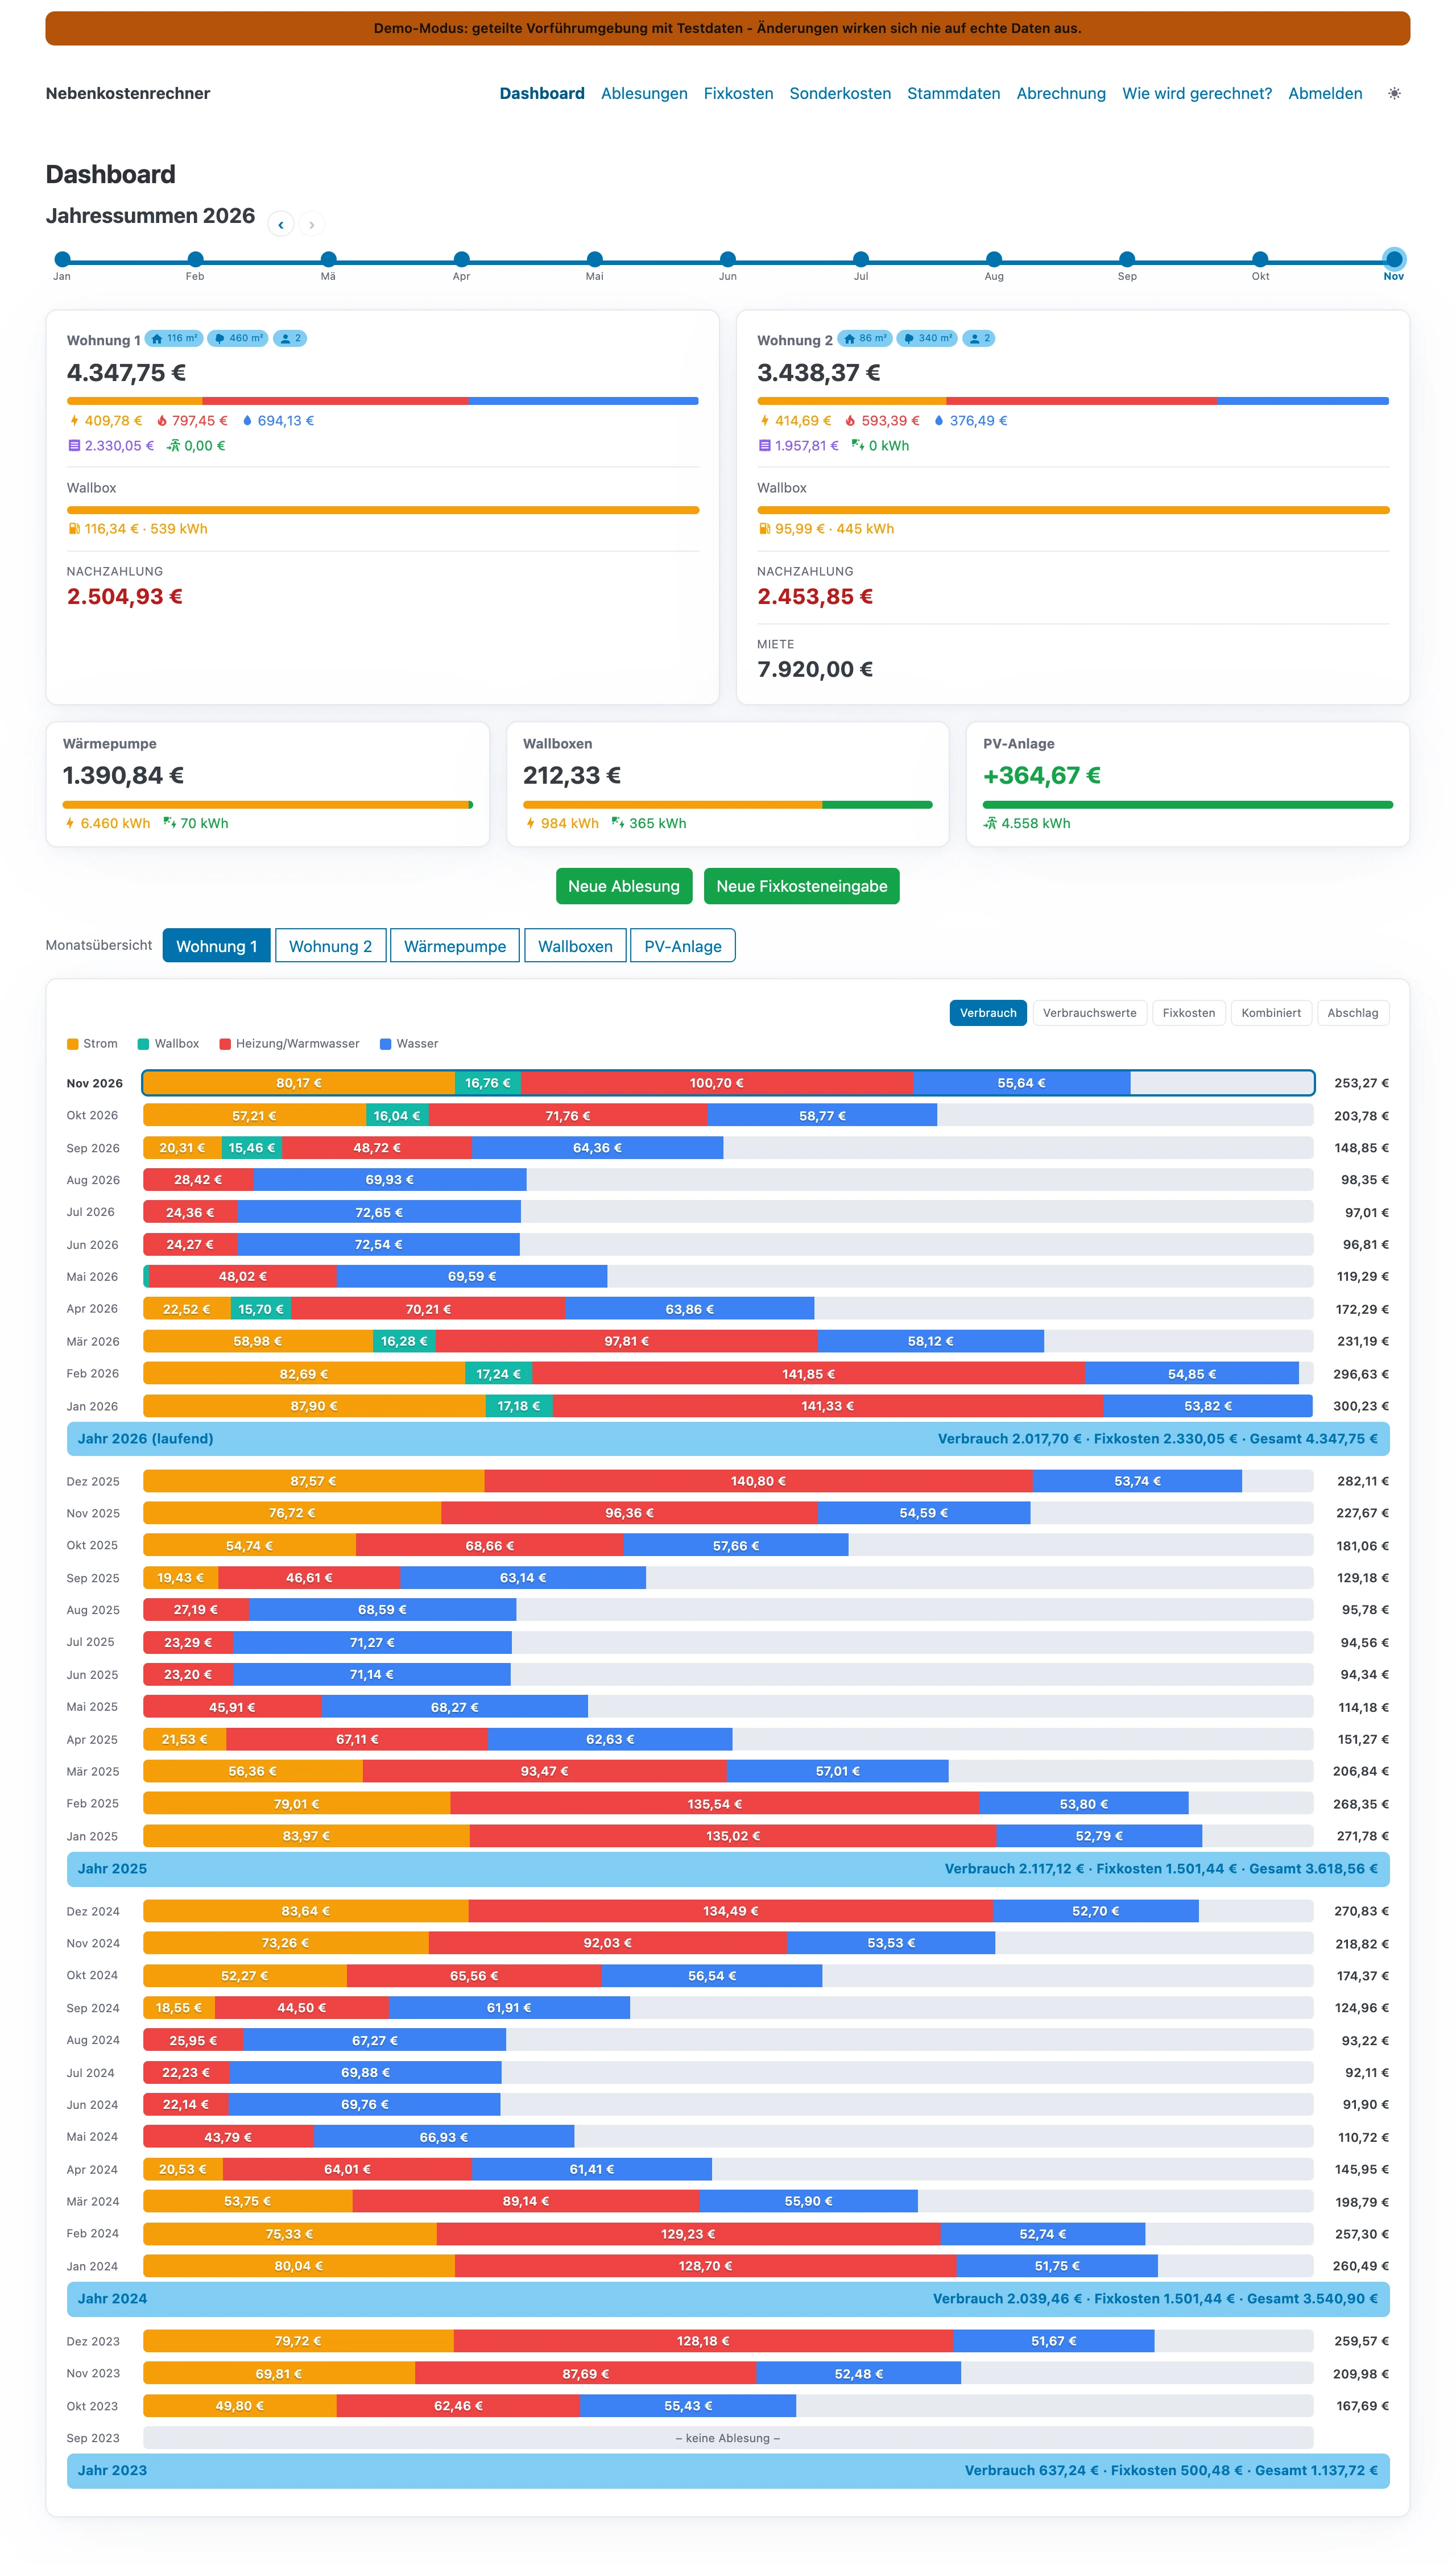 Demo-Modus: geteilte Vorführumgebung mit Testdaten - Änderungen wirken sich nie auf echte Daten aus.
Nebenkostenrechner
Dashboard Ablesungen Fixkosten Sonderkosten Stammdaten Abrechnung Wie wird gerechnet? Abmelden
Dashboard
Jahressummen 2026 ‹ ›
Jan Feb Mä Apr Mai Jun Jul Aug Sep Okt Nov
Wohnung 1 116 m² 460 m² 2
4.347,75 €
409,78 € 797,45 € 694,13 €
2.330,05 € 0,00 €
Wallbox
116,34 € · 539 kWh
NACHZAHLUNG
2.504,93 €
Wohnung 2 86 m² 340 m² 2
3.438,37 €
414,69 € 593,39 € 376,49 €
1.957,81 € 0 kWh
Wallbox
95,99 € · 445 kWh
NACHZAHLUNG
2.453,85 €
MIETE
7.920,00 €
Wärmepumpe
1.390,84 €
6.460 kWh 70 kWh
Wallboxen
212,33 €
984 kWh 365 kWh
PV-Anlage
+364,67 €
4.558 kWh
Neue Ablesung Neue Fixkosteneingabe
Monatsübersicht Wohnung 1 Wohnung 2 Wärmepumpe Wallboxen PV-Anlage
Verbrauch Verbrauchswerte Fixkosten Kombiniert Abschlag
Strom Wallbox Heizung/Warmwasser Wasser
Nov 2026 80,17 € 16,76 € 100,70 € 55,64 € 253,27 €
Okt 2026 57,21 € 16,04 € 71,76 € 58,77 € 203,78 €
Sep 2026 20,31 € 15,46 € 48,72 € 64,36 € 148,85 €
Aug 2026 28,42 € 69,93 € 98,35 €
Jul 2026 24,36 € 72,65 € 97,01 €
Jun 2026 24,27 € 72,54 € 96,81 €
Mai 2026 48,02 € 69,59 € 119,29 €
Apr 2026 22,52 € 15,70 € 70,21 € 63,86 € 172,29 €
Mär 2026 58,98 € 16,28 € 97,81 € 58,12 € 231,19 €
Feb 2026 82,69 € 17,24 € 141,85 € 54,85 € 296,63 €
Jan 2026 87,90 € 17,18 € 141,33 € 53,82 € 300,23 €
Jahr 2026 (laufend) Verbrauch 2.017,70 € · Fixkosten 2.330,05 € · Gesamt 4.347,75 €
Dez 2025 87,57 € 140,80 € 53,74 € 282,11 €
Nov 2025 76,72 € 96,36 € 54,59 € 227,67 €
Okt 2025 54,74 € 68,66 € 57,66 € 181,06 €
Sep 2025 19,43 € 46,61 € 63,14 € 129,18 €
Aug 2025 27,19 € 68,59 € 95,78 €
Jul 2025 23,29 € 71,27 € 94,56 €
Jun 2025 23,20 € 71,14 € 94,34 €
Mai 2025 45,91 € 68,27 € 114,18 €
Apr 2025 21,53 € 67,11 € 62,63 € 151,27 €
Mär 2025 56,36 € 93,47 € 57,01 € 206,84 €
Feb 2025 79,01 € 135,54 € 53,80 € 268,35 €
Jan 2025 83,97 € 135,02 € 52,79 € 271,78 €
Jahr 2025 Verbrauch 2.117,12 € · Fixkosten 1.501,44 € · Gesamt 3.618,56 €
Dez 2024 83,64 € 134,49 € 52,70 € 270,83 €
Nov 2024 73,26 € 92,03 € 53,53 € 218,82 €
Okt 2024 52,27 € 65,56 € 56,54 € 174,37 €
Sep 2024 18,55 € 44,50 € 61,91 € 124,96 €
Aug 2024 25,95 € 67,27 € 93,22 €
Jul 2024 22,23 € 69,88 € 92,11 €
Jun 2024 22,14 € 69,76 € 91,90 €
Mai 2024 43,79 € 66,93 € 110,72 €
Apr 2024 20,53 € 64,01 € 61,41 € 145,95 €
Mär 2024 53,75 € 89,14 € 55,90 € 198,79 €
Feb 2024 75,33 € 129,23 € 52,74 € 257,30 €
Jan 2024 80,04 € 128,70 € 51,75 € 260,49 €
Jahr 2024 Verbrauch 2.039,46 € · Fixkosten 1.501,44 € · Gesamt 3.540,90 €
Dez 2023 79,72 € 128,18 € 51,67 € 259,57 €
Nov 2023 69,81 € 87,69 € 52,48 € 209,98 €
Okt 2023 49,80 € 62,46 € 55,43 € 167,69 €
Sep 2023 – keine Ablesung –
Jahr 2023 Verbrauch 637,24 € · Fixkosten 500,48 € · Gesamt 1.137,72 €